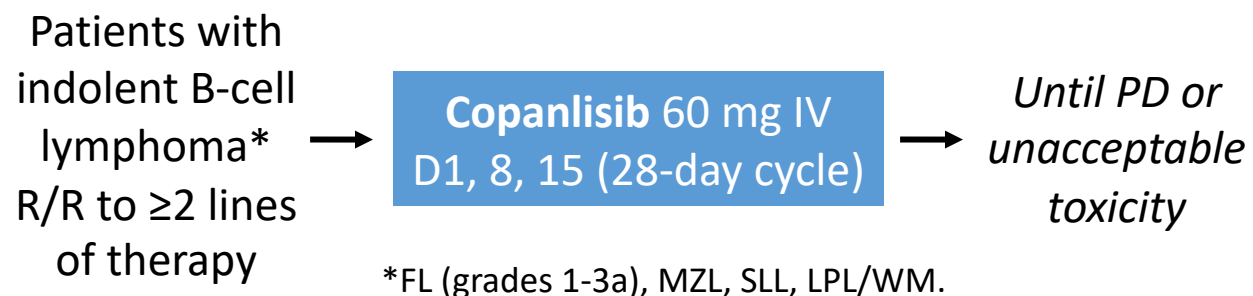 Patients with
indolent B-cell
lymphoma*
R/R to ≥2 lines
of therapy
Copanlisib 60 mg IV
D1, 8, 15 (28-day cycle)
Until PD or
unacceptable
toxicity
*FL (grades 1-3a), MZL, SLL, LPL/WM.